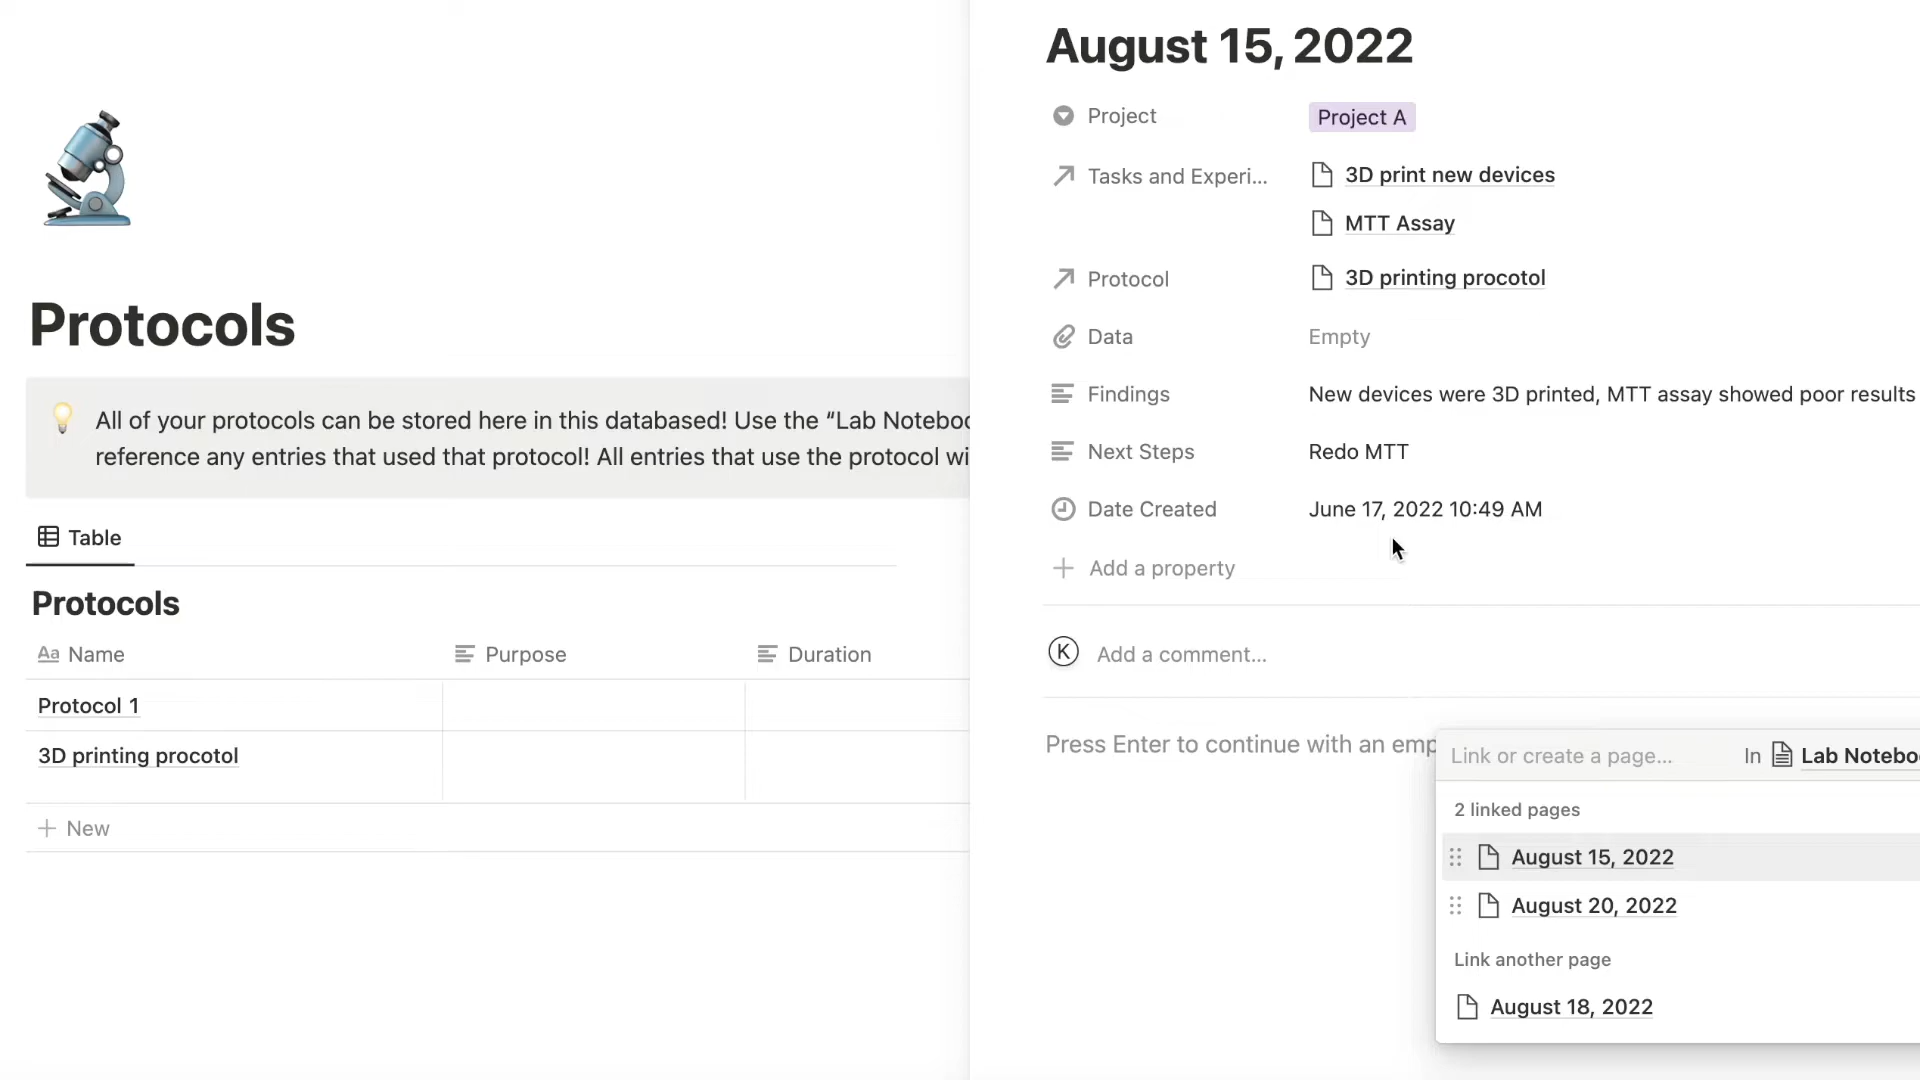 Protocols
All of your protocols can be stored here in this databased! Use the “Lab Noteboo
reference any entries that used that protocol! All entries that use the protocol wi
Table
Protocols
Aa Name Purpose Duration
Protocol 1
3D printing procotol
New
August 15, 2022
Project Project A
Tasks and Experi... 3D print new devices
MTT Assay
Protocol 3D printing procotol
Data Empty
Findings New devices were 3D printed, MTT assay showed poor results
Next Steps Redo MTT
Date Created June 17, 2022 10:49 AM
Add a property
K Add a comment...
Press Enter to continue with an emp
Link or create a page... In Lab Noteboo
2 linked pages
August 15, 2022
August 20, 2022
Link another page
August 18, 2022